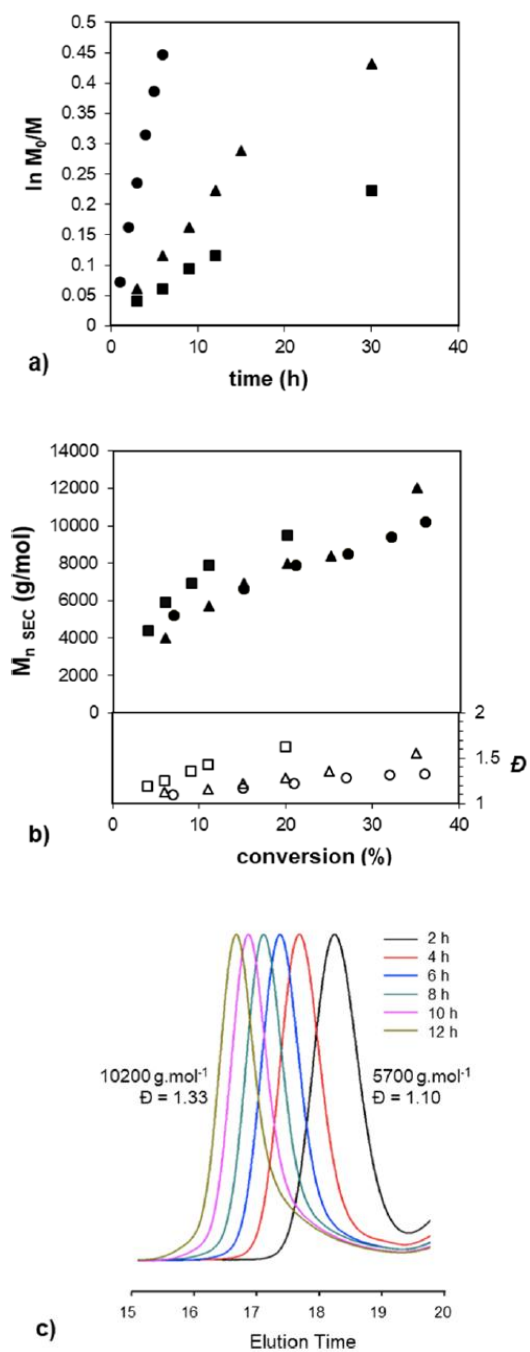 0.5
0.45
0.4
0.35
0.3
0.25
0.2
0.15
0.1
0.05
0
ln M₀/M
0 10 20 30 40
time (h)
a)
14000
12000
10000
8000
6000
4000
2000
0
M̄n SEC (g/mol)
2
1.5
1
Đ
0 10 20 30 40
conversion (%)
b)
2 h
4 h
6 h
8 h
10 h
12 h
10200 g.mol⁻¹
Đ = 1.33
5700 g.mol⁻¹
Đ = 1.10
15 16 17 18 19 20
Elution Time
c)